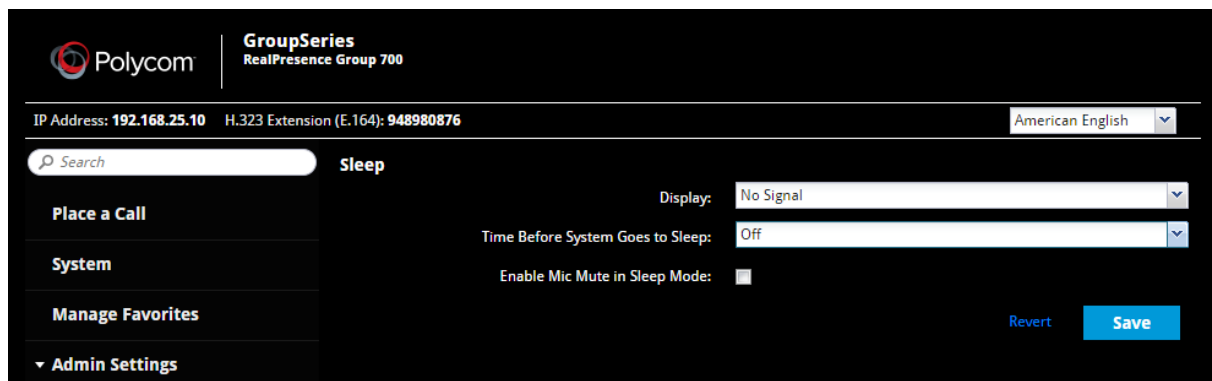 Polycom
GroupSeries
RealPresence Group 700
IP Address: 192.168.25.10 H.323 Extension (E.164): 948980876
American English
Search
Sleep
Display: No Signal
Place a Call
Time Before System Goes to Sleep: Off
System
Enable Mic Mute in Sleep Mode:
Manage Favorites
Revert Save
Admin Settings